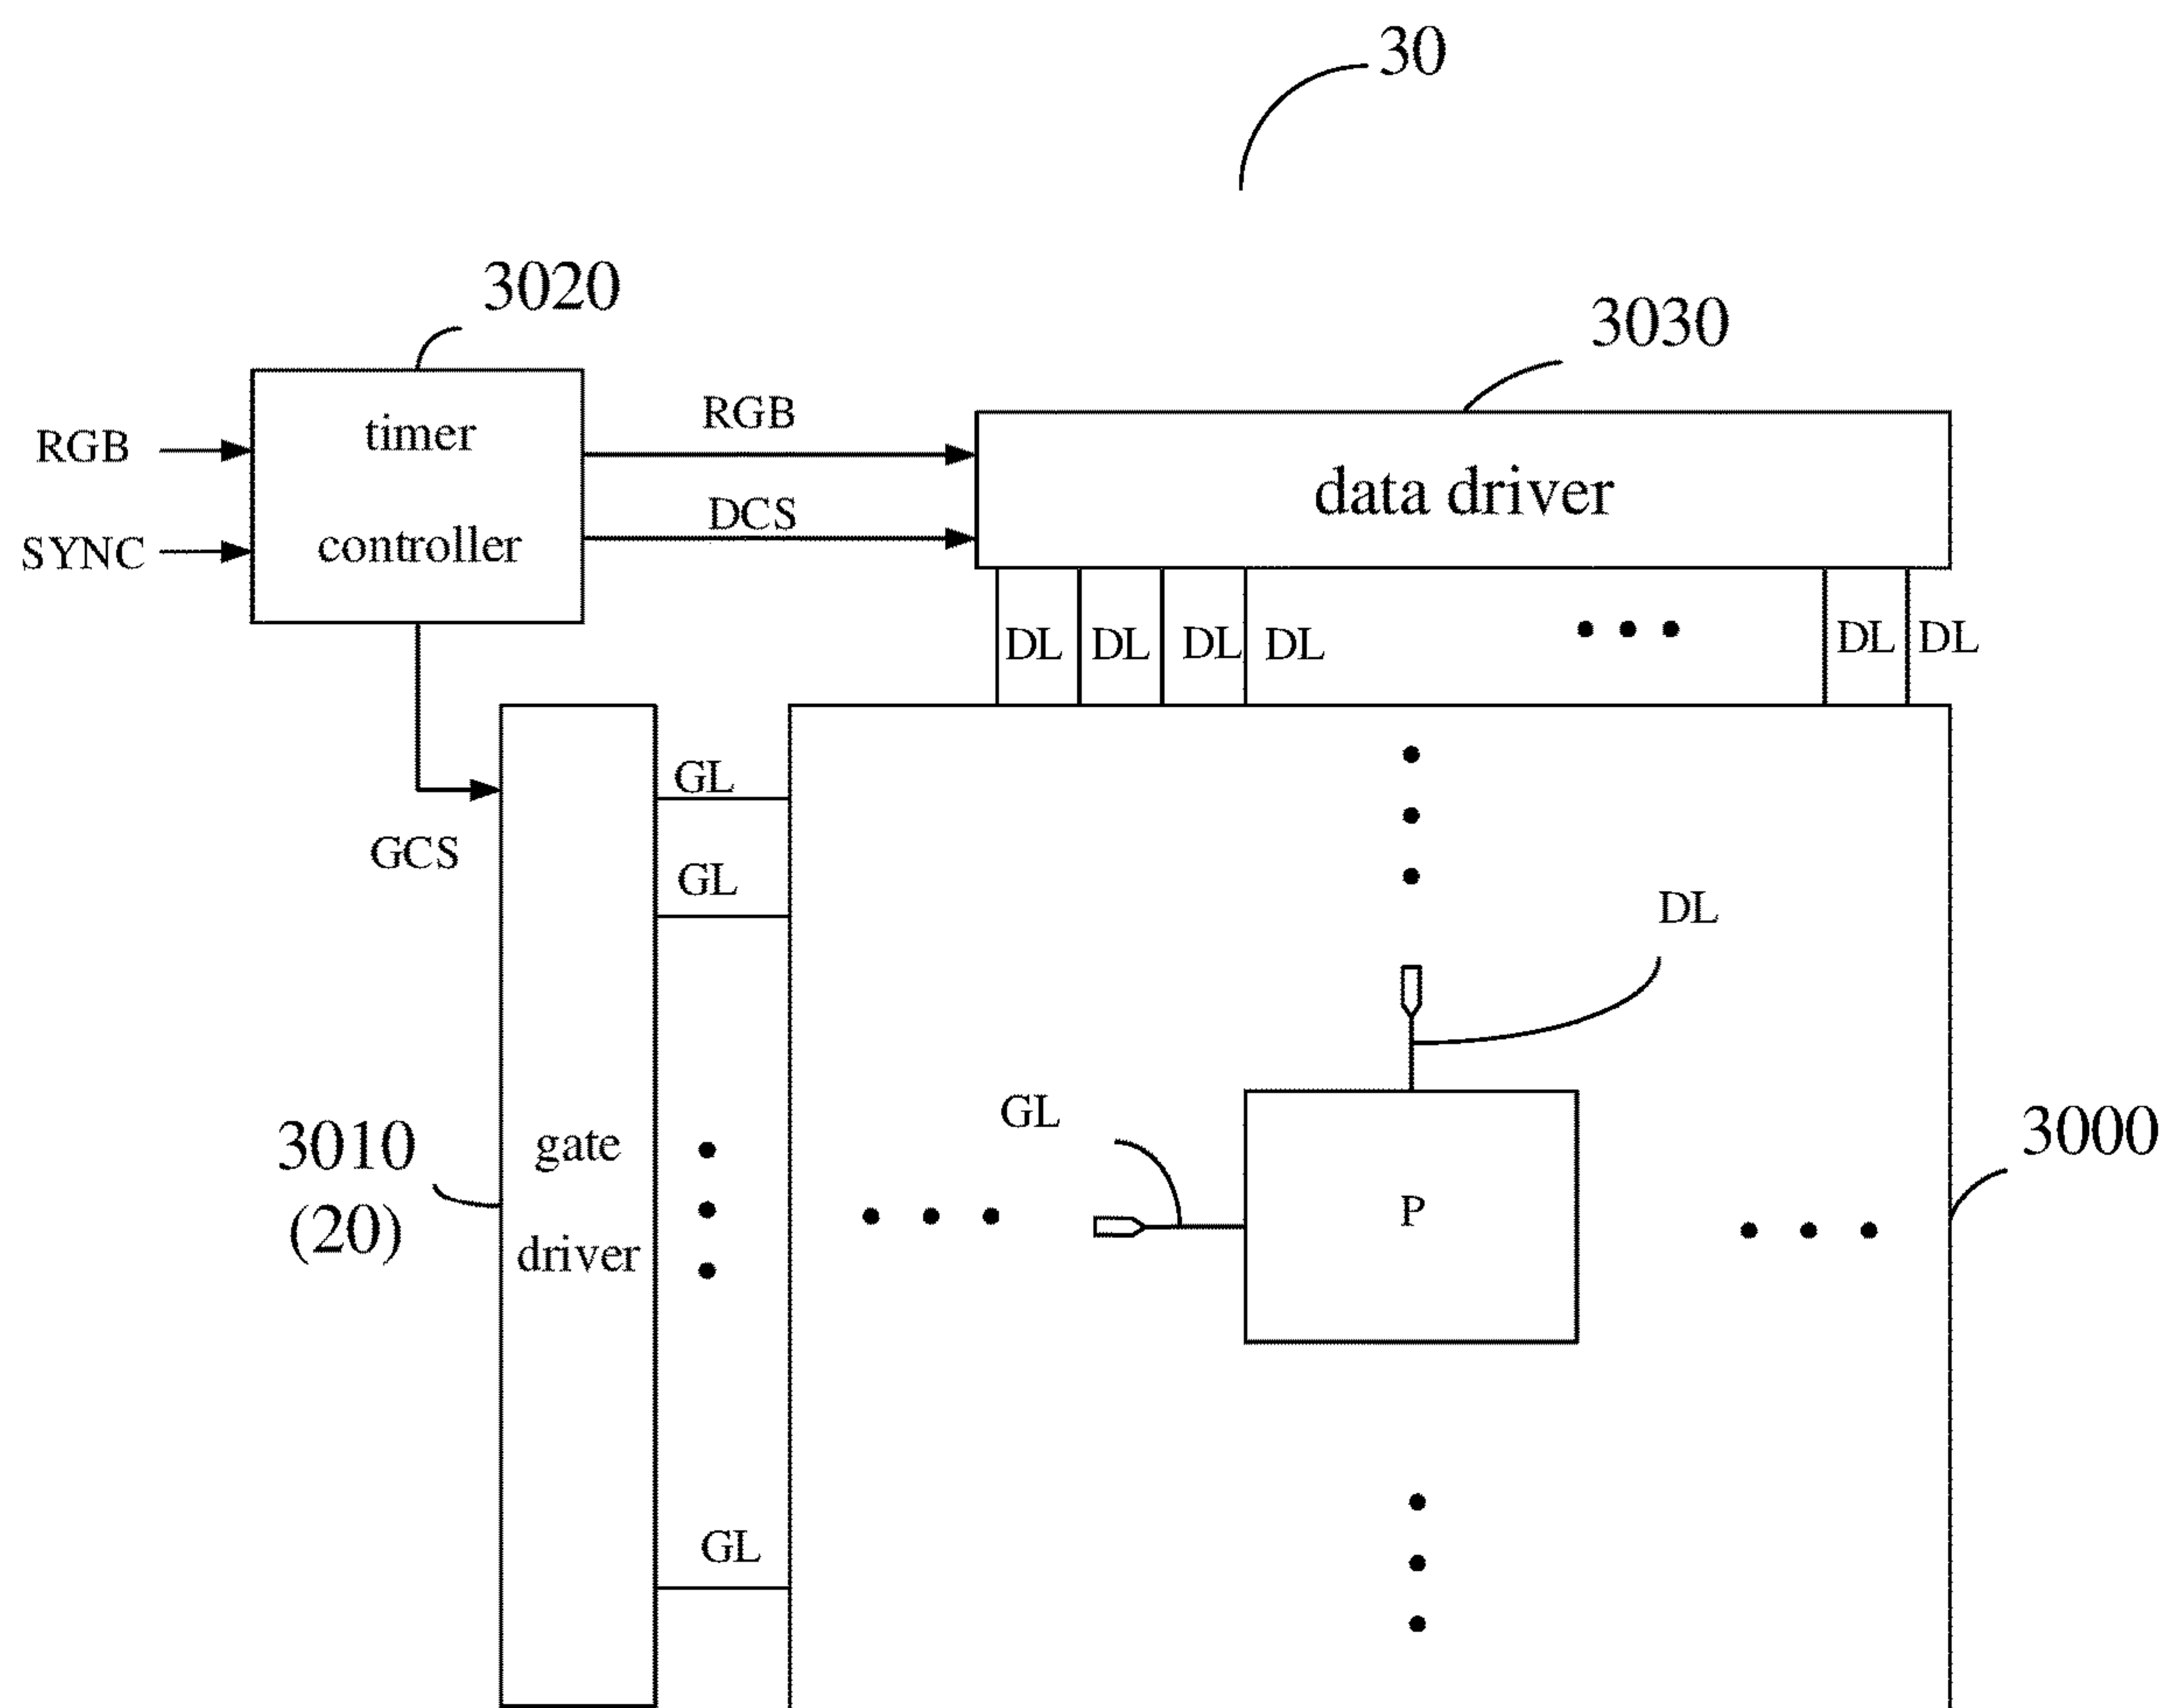 30
3020
3030
RGB
timer
RGB
data driver
DCS
SYNC
controller
DL DL DL DL DL DL
GL
GCS
GL
DL
GL
3010
(20)
gate
driver
P
3000
GL